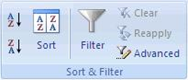 A
Z
Z
A
A Z
Z A
Sort
Filter
Clear
Reapply
Advanced
Sort & Filter